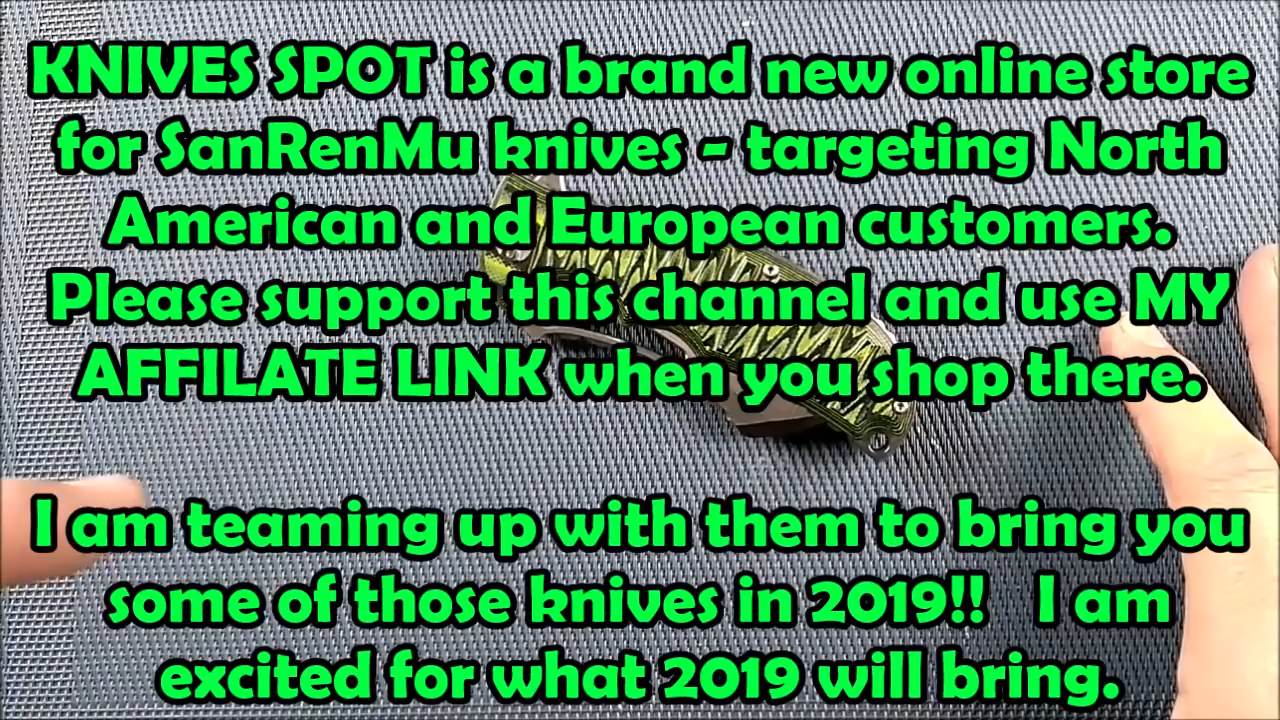 KNIVES SPOT is a brand new online store
for SanRenMu knives - targeting North
American and European customers.
Please support this channel and use MY
AFFILATE LINK when you shop there.
I am teaming up with them to bring you
some of those knives in 2019!! I am
excited for what 2019 will bring.